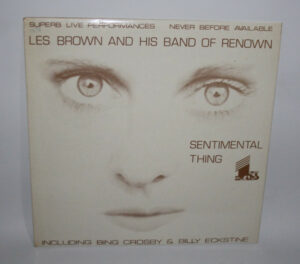 SUPERB LIVE PERFORMANCES NEVER BEFORE AVAILABLE
LES BROWN AND HIS BAND OF RENOWN
SENTIMENTAL
THING
INCLUDING BING CROSBY & BILLY ECKSTINE